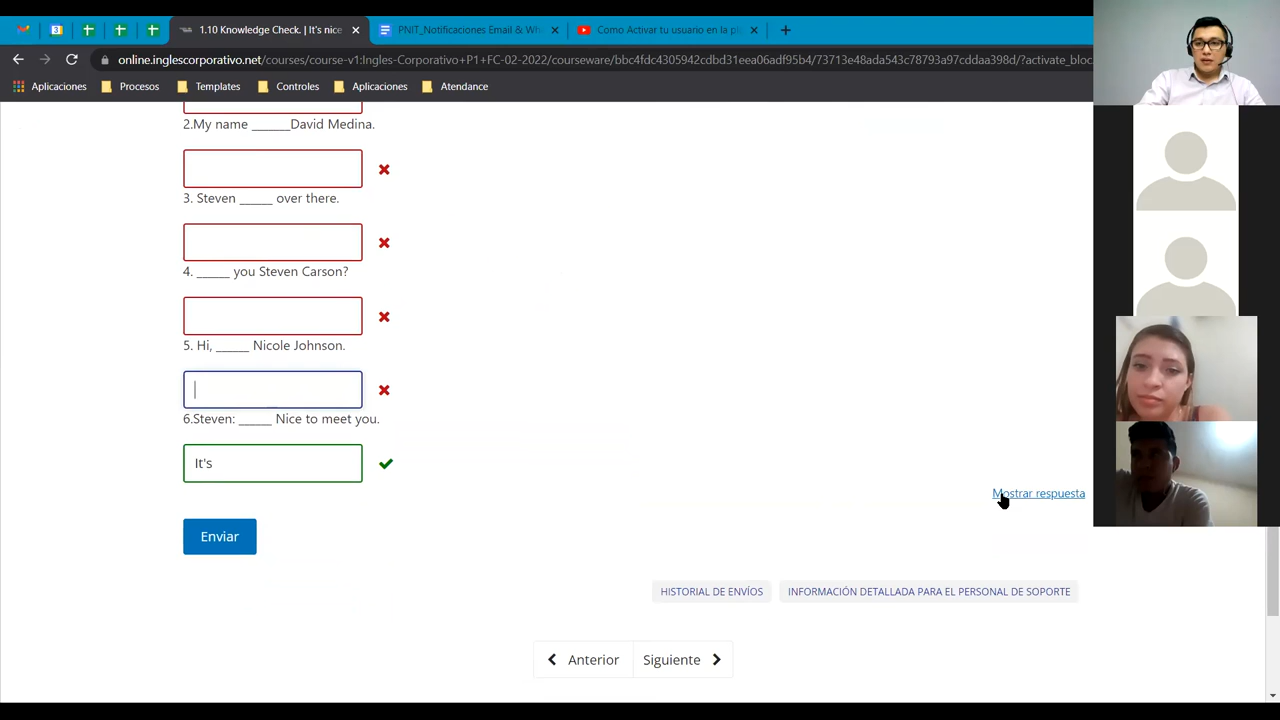 1.10 Knowledge Check. | It's nice
PNIT_Notificaciones Email & Wh
Como Activar tu usuario en la pl
online.inglescorporativo.net/courses/course-v1:Ingles-Corporativo+P1+FC-02-2022/courseware/bbc4fdc4305942cdbd31eea06d0f95b4/73713e48ada543c78793a97cddaa398d/?activate_bloc
Aplicaciones
Procesos
Templates
Controles
Aplicaciones
Atendance
2.My name ______David Medina.
3. Steven _____ over there.
4. _____ you Steven Carson?
5. Hi, _____ Nicole Johnson.
6.Steven: _____ Nice to meet you.
It's
Mostrar respuesta
Enviar
HISTORIAL DE ENVÍOS
INFORMACIÓN DETALLADA PARA EL PERSONAL DE SOPORTE
Anterior
Siguiente